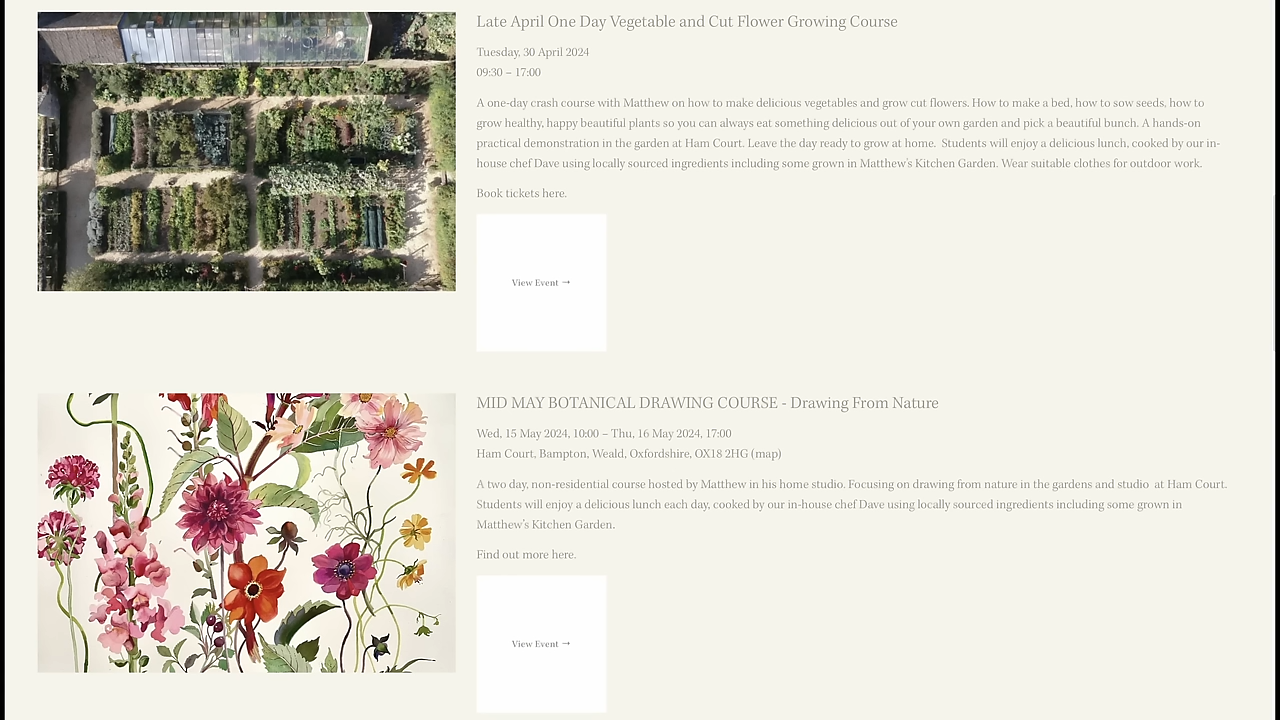 Late April One Day Vegetable and Cut Flower Growing Course
Tuesday, 30 April 2024
09:30 – 17:00
A one-day crash course with Matthew on how to make delicious vegetables and grow cut flowers. How to make a bed, how to sow seeds, how to
grow healthy, happy beautiful plants so you can always eat something delicious out of your own garden and pick a beautiful bunch. A hands-on
practical demonstration in the garden at Ham Court. Leave the day ready to grow at home. Students will enjoy a delicious lunch, cooked by our in-
house chef Dave using locally sourced ingredients including some grown in Matthew's Kitchen Garden. Wear suitable clothes for outdoor work.
Book tickets here.
View Event →
MID MAY BOTANICAL DRAWING COURSE - Drawing From Nature
Wed, 15 May 2024, 10:00 – Thu, 16 May 2024, 17:00
Ham Court, Bampton, Weald, Oxfordshire, OX18 2HG (map)
A two day, non-residential course hosted by Matthew in his home studio. Focusing on drawing from nature in the gardens and studio at Ham Court.
Students will enjoy a delicious lunch each day, cooked by our in-house chef Dave using locally sourced ingredients including some grown in
Matthew's Kitchen Garden.
Find out more here.
View Event →